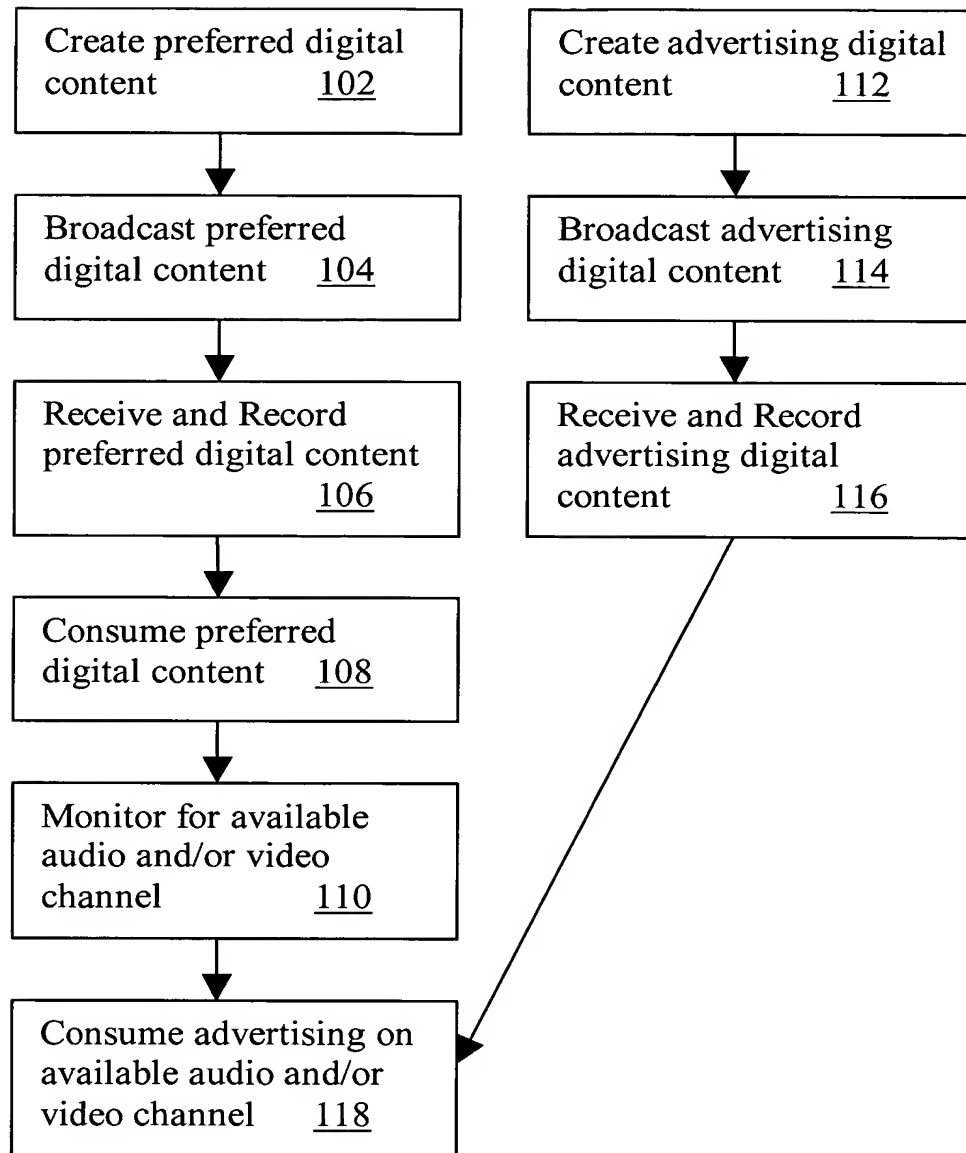 Create preferred digital
content 102
Broadcast preferred
digital content 104
Receive and Record
preferred digital content
106
Consume preferred
digital content 108
Monitor for available
audio and/or video
channel 110
Consume advertising on
available audio and/or
video channel 118
Create advertising digital
content 112
Broadcast advertising
digital content 114
Receive and Record
advertising digital
content 116